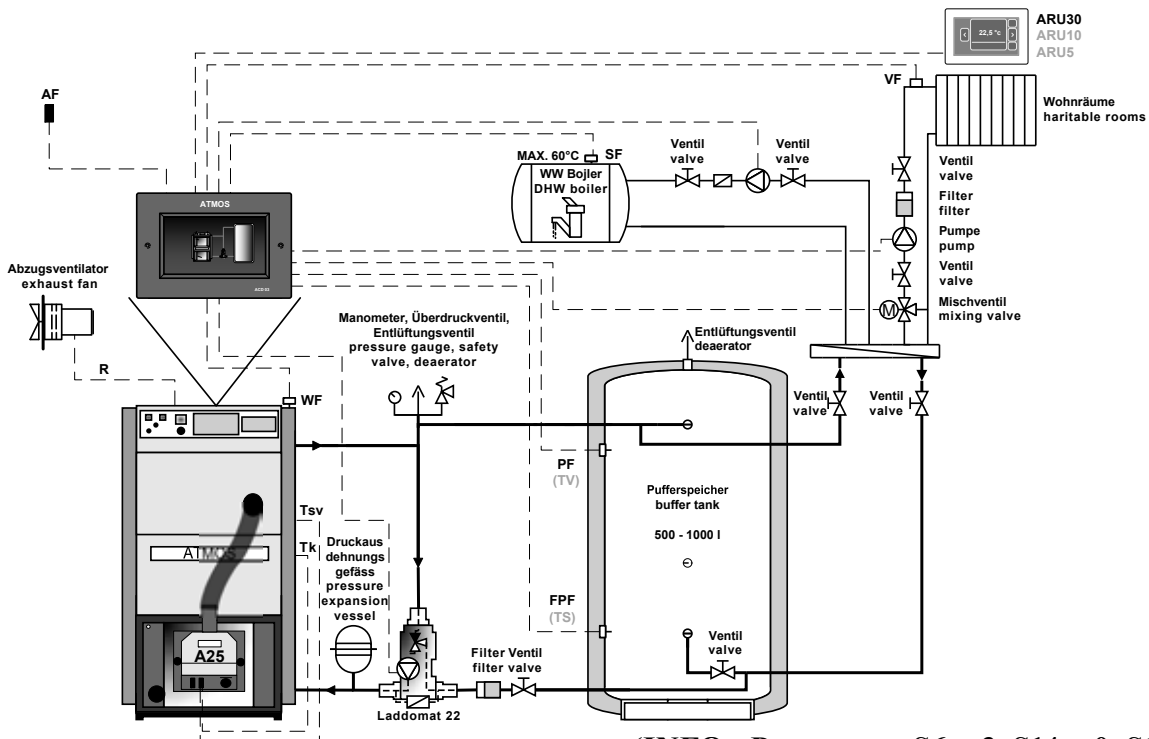 ARU30
ARU10
ARU5
22,5 °c
VF
AF
Wohnräume
haritable rooms
Ventil
valve
Ventil
valve
MAX. 60°C
SF
WW Bojler
DHW boiler
Ventil
valve
Filter
filter
Pumpe
pump
Ventil
valve
M
Mischventil
mixing valve
ATMOS
ACD 03
Abzugsventilator
exhaust fan
R
WF
Manometer, Überdruckventil,
Entlüftungsventil
pressure gauge, safety
valve, deaerator
Entlüftungsventil
deaerator
Ventil
valve
Ventil
valve
PF
(TV)
Pufferspeicher
buffer tank
500 - 1000 l
Tsv
Tk
ATMOS
Druckaus
dehnungs
gefäss
pressure
expansion
vessel
FPF
(TS)
A25
Filter Ventil
filter valve
Ventil
valve
Laddomat 22